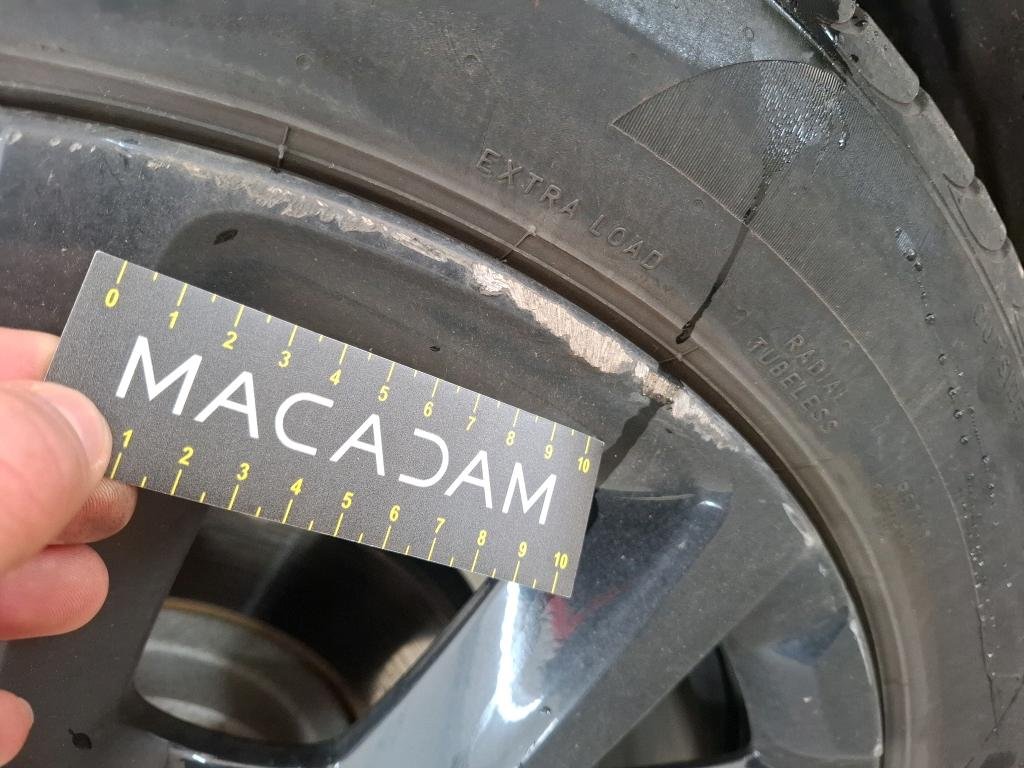 EXTRA LOAD
RADIAL
TUBELESS
0 1 2 3 4 5 6 7 8 9 10
MACADAM
1 2 3 4 5 6 7 8 9 10